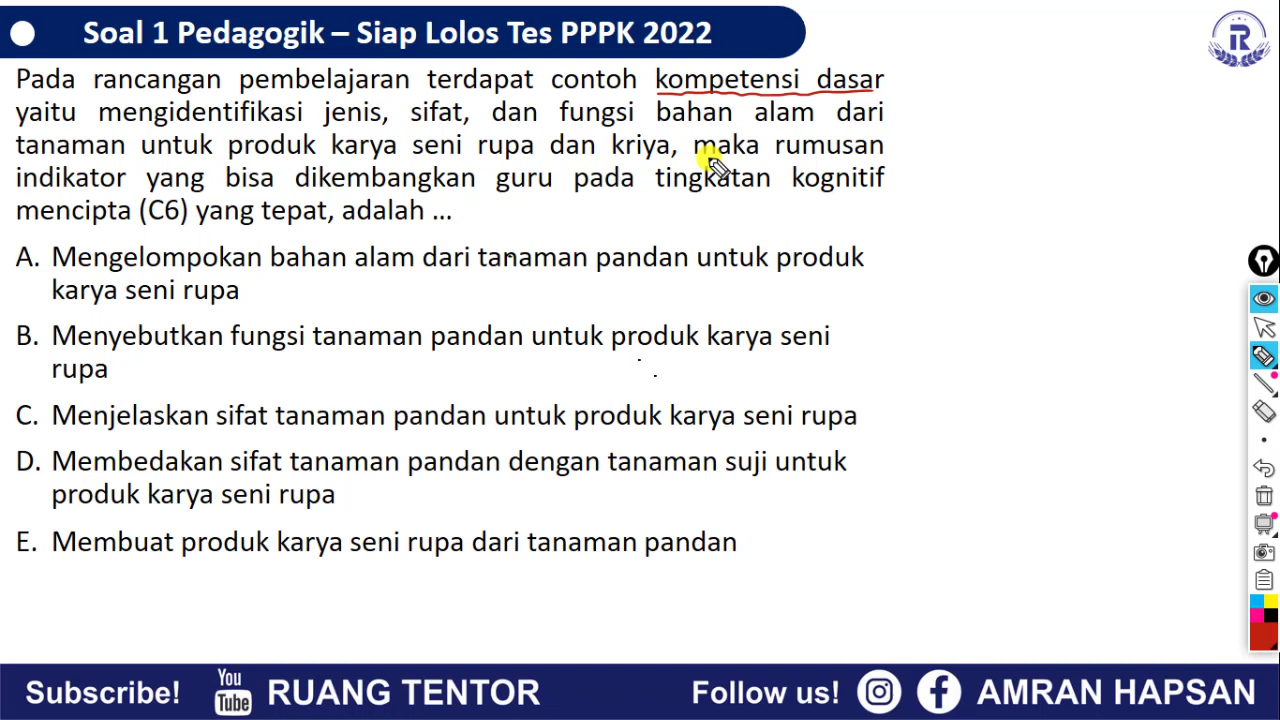 Soal 1 Pedagogik – Siap Lolos Tes PPPK 2022
Pada rancangan pembelajaran terdapat contoh kompetensi dasar
yaitu mengidentifikasi jenis, sifat, dan fungsi bahan alam dari
tanaman untuk produk karya seni rupa dan kriya, maka rumusan
indikator yang bisa dikembangkan guru pada tingkatan kognitif
mencipta (C6) yang tepat, adalah ...
A. Mengelompokan bahan alam dari tanaman pandan untuk produk
karya seni rupa
B. Menyebutkan fungsi tanaman pandan untuk produk karya seni
rupa
C. Menjelaskan sifat tanaman pandan untuk produk karya seni rupa
D. Membedakan sifat tanaman pandan dengan tanaman suji untuk
produk karya seni rupa
E. Membuat produk karya seni rupa dari tanaman pandan
Subscribe! You Tube RUANG TENTOR Follow us! AMRAN HAPSAN